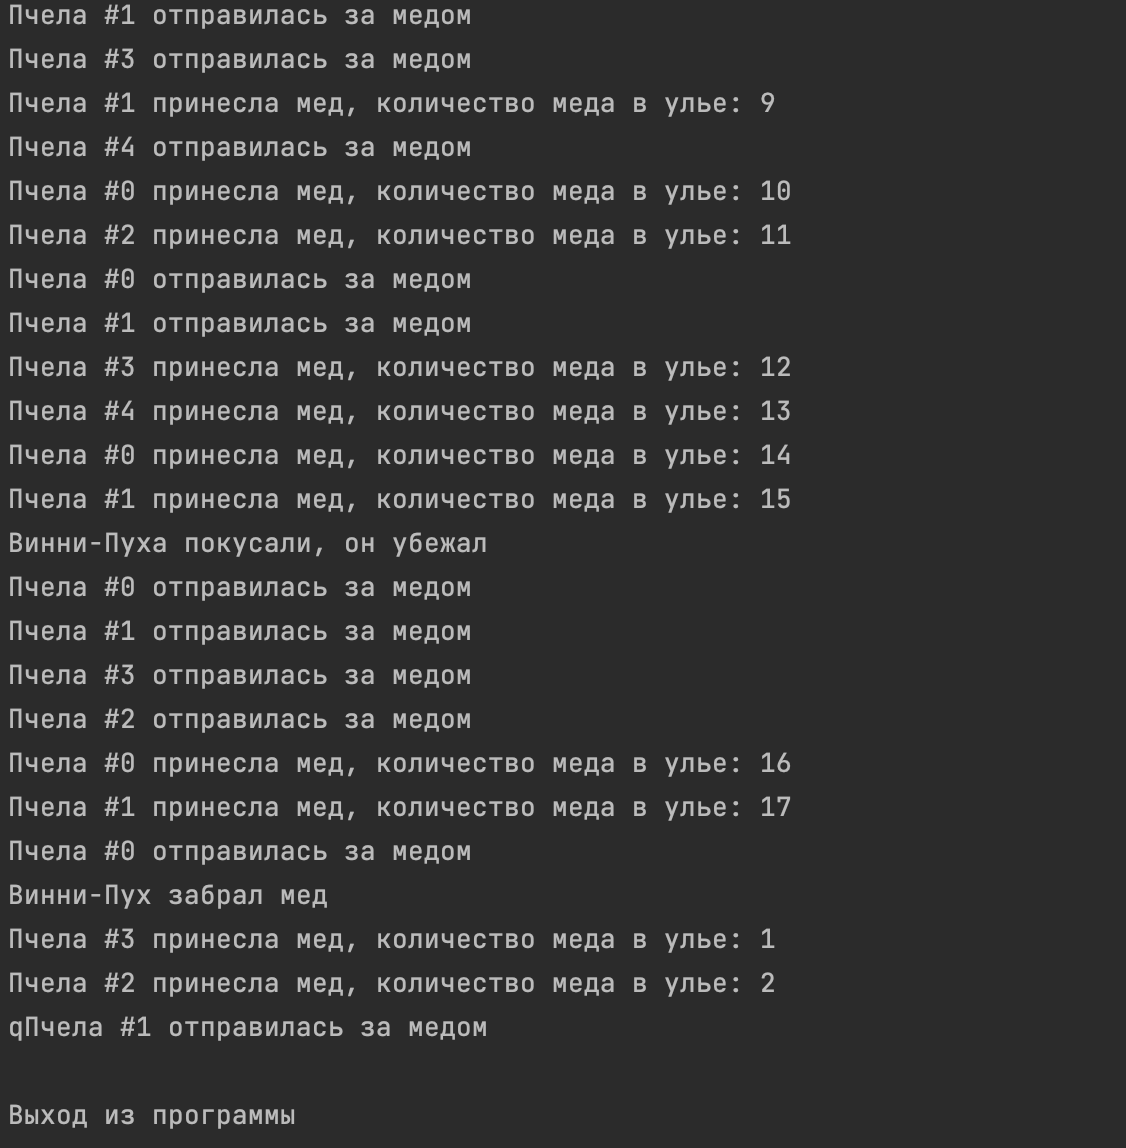 Пчела #1 отправилась за медом
Пчела #3 отправилась за медом
Пчела #1 принесла мед, количество меда в улье: 9
Пчела #4 отправилась за медом
Пчела #0 принесла мед, количество меда в улье: 10
Пчела #2 принесла мед, количество меда в улье: 11
Пчела #0 отправилась за медом
Пчела #1 отправилась за медом
Пчела #3 принесла мед, количество меда в улье: 12
Пчела #4 принесла мед, количество меда в улье: 13
Пчела #0 принесла мед, количество меда в улье: 14
Пчела #1 принесла мед, количество меда в улье: 15
Винни-Пуха покусали, он убежал
Пчела #0 отправилась за медом
Пчела #1 отправилась за медом
Пчела #3 отправилась за медом
Пчела #2 отправилась за медом
Пчела #0 принесла мед, количество меда в улье: 16
Пчела #1 принесла мед, количество меда в улье: 17
Пчела #0 отправилась за медом
Винни-Пух забрал мед
Пчела #3 принесла мед, количество меда в улье: 1
Пчела #2 принесла мед, количество меда в улье: 2
qПчела #1 отправилась за медом
Выход из программы